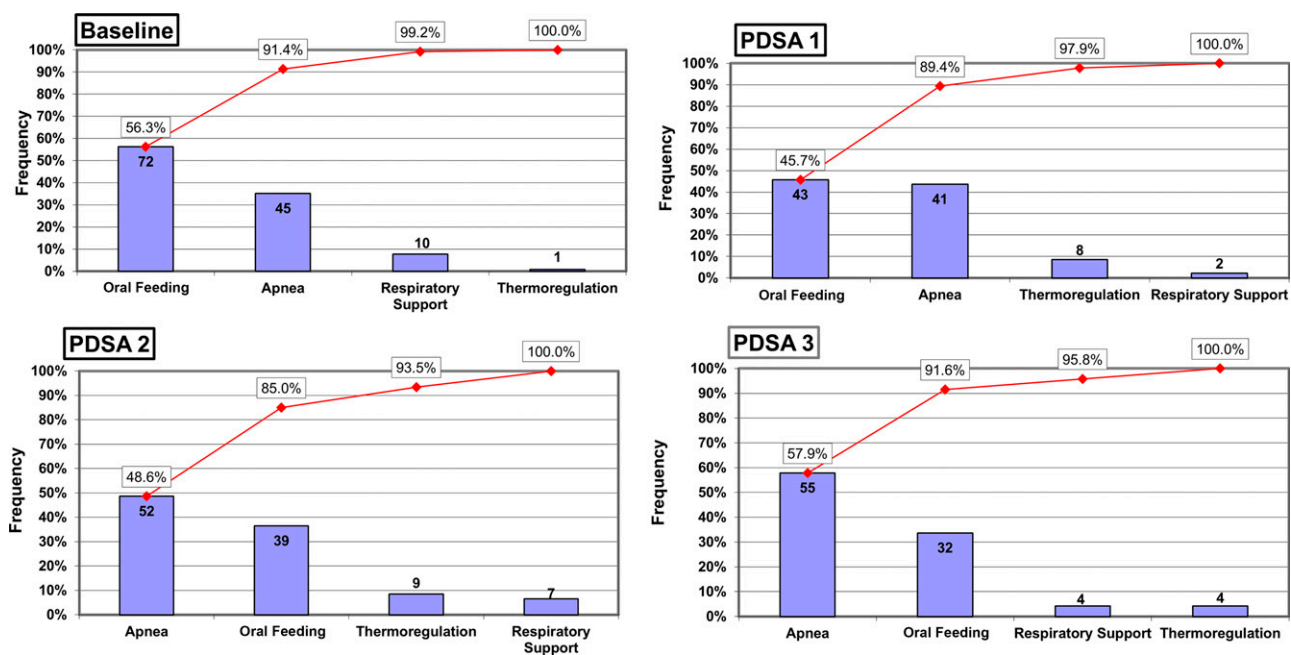 Baseline
Frequency
100%
90%
80%
70%
60%
50%
40%
30%
20%
10%
0%
56.3%
91.4%
99.2%
100.0%
72
45
10
1
Oral Feeding
Apnea
Respiratory
Support
Thermoregulation
PDSA 1
Frequency
100%
90%
80%
70%
60%
50%
40%
30%
20%
10%
0%
45.7%
89.4%
97.9%
100.0%
43
41
8
2
Oral Feeding
Apnea
Thermoregulation
Respiratory Support
PDSA 2
Frequency
100%
90%
80%
70%
60%
50%
40%
30%
20%
10%
0%
48.6%
85.0%
93.5%
100.0%
52
39
9
7
Apnea
Oral Feeding
Thermoregulation
Respiratory
Support
PDSA 3
Frequency
100%
90%
80%
70%
60%
50%
40%
30%
20%
10%
0%
57.9%
91.6%
95.8%
100.0%
55
32
4
4
Apnea
Oral Feeding
Respiratory Support
Thermoregulation